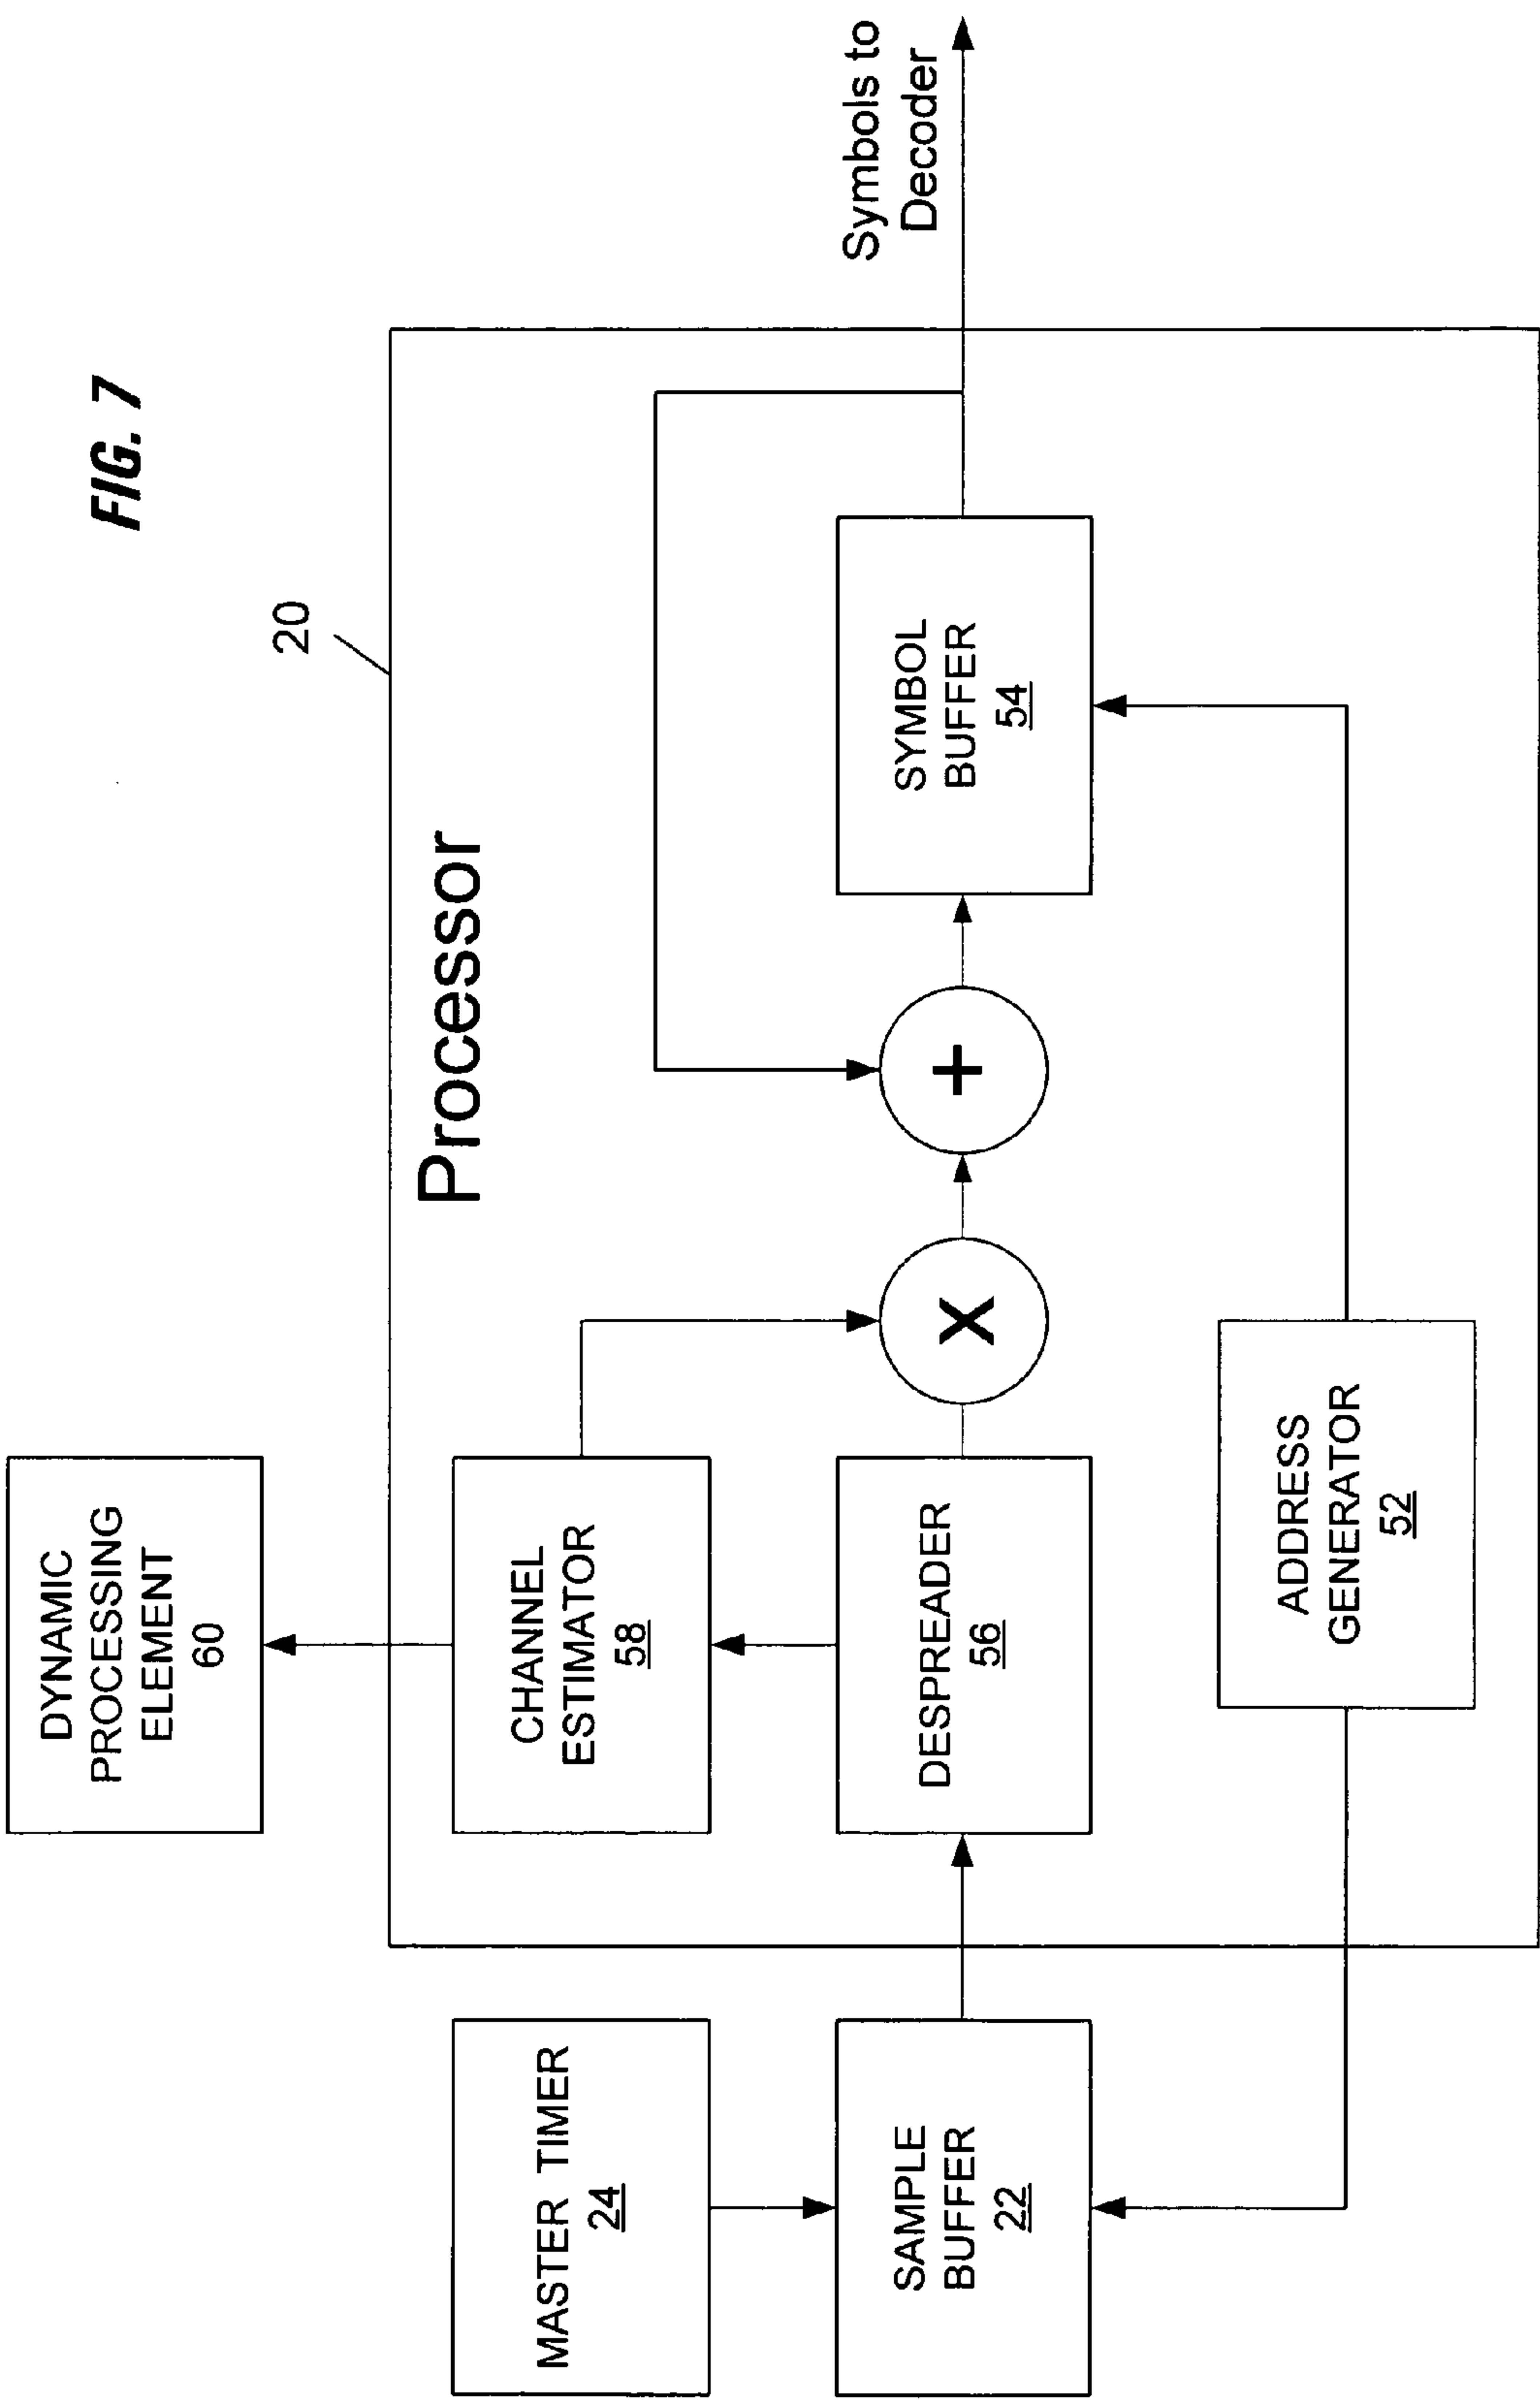 FIG. 7
20
Processor
DYNAMIC
PROCESSING
ELEMENT
60
MASTER TIMER
24
CHANNEL
ESTIMATOR
58
SAMPLE
BUFFER
22
DESPREADER
56
X
+
SYMBOL
BUFFER
54
Symbols to
Decoder
ADDRESS
GENERATOR
52